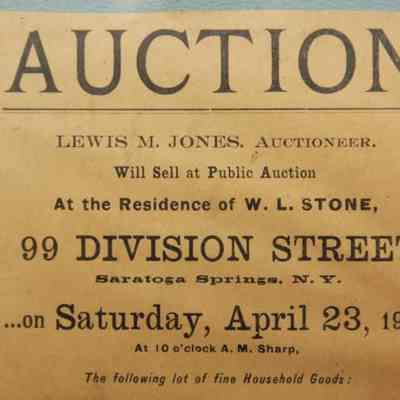 AUCTION
LEWIS M. JONES. AUCTIONEER.
Will Sell at Public Auction
At the Residence of W. L. STONE,
99 DIVISION STREET
Saratoga Springs, N. Y.
...on Saturday, April 23, 19
At 10 o'clock A. M. Sharp,
The following lot of fine Household Goods: